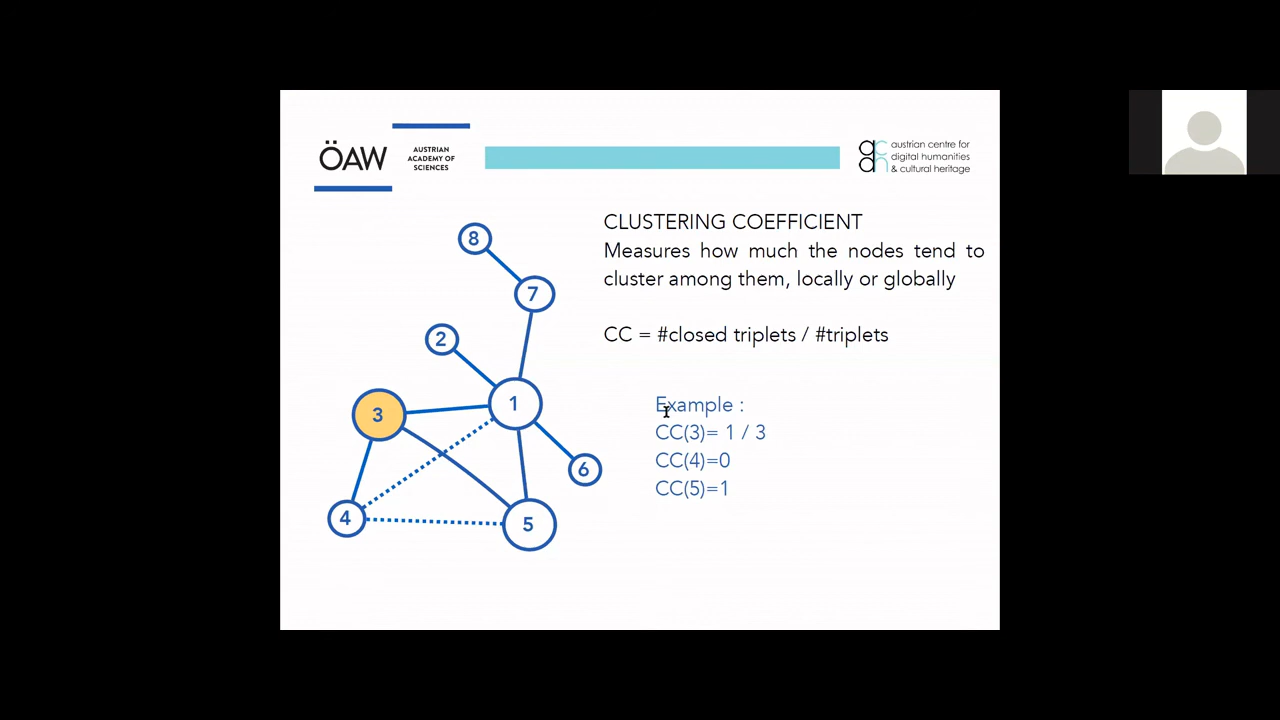 ÖAW
AUSTRIAN
ACADEMY OF
SCIENCES
acdh
austrian centre for
digital humanities
& cultural heritage
CLUSTERING COEFFICIENT
Measures how much the nodes tend to
cluster among them, locally or globally
CC = #closed triplets / #triplets
Example :
CC(3)= 1 / 3
CC(4)=0
CC(5)=1
8
7
2
1
3
6
4
5